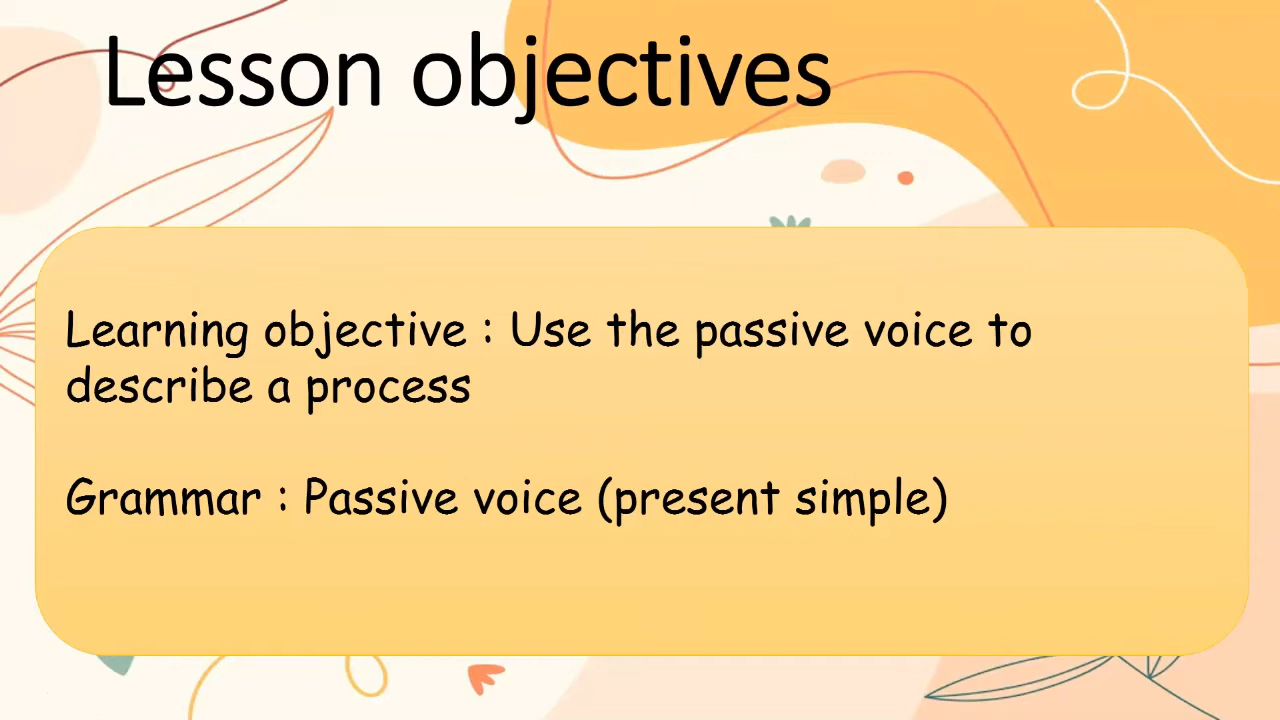 Lesson objectives
Learning objective : Use the passive voice to
describe a process
Grammar : Passive voice (present simple)